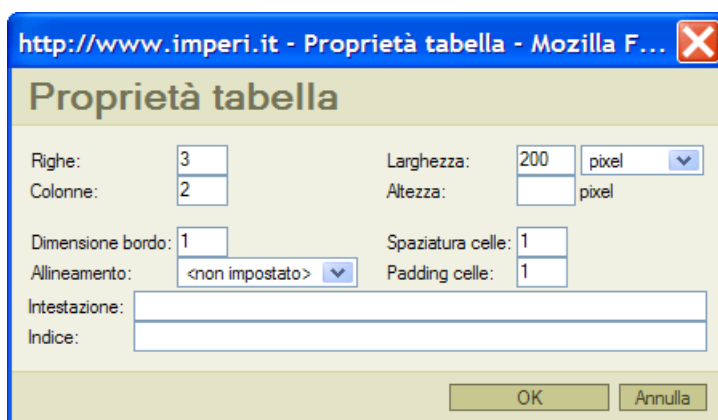 http://www.imperi.it - Proprietà tabella - Mozilla F...
Proprietà tabella
Righe: 3 Larghezza: 200 pixel
Colonne: 2 Altezza: pixel
Dimensione bordo: 1 Spaziatura celle: 1
Allineamento: <non impostato> Padding celle: 1
Intestazione:
Indice:
OK Annulla